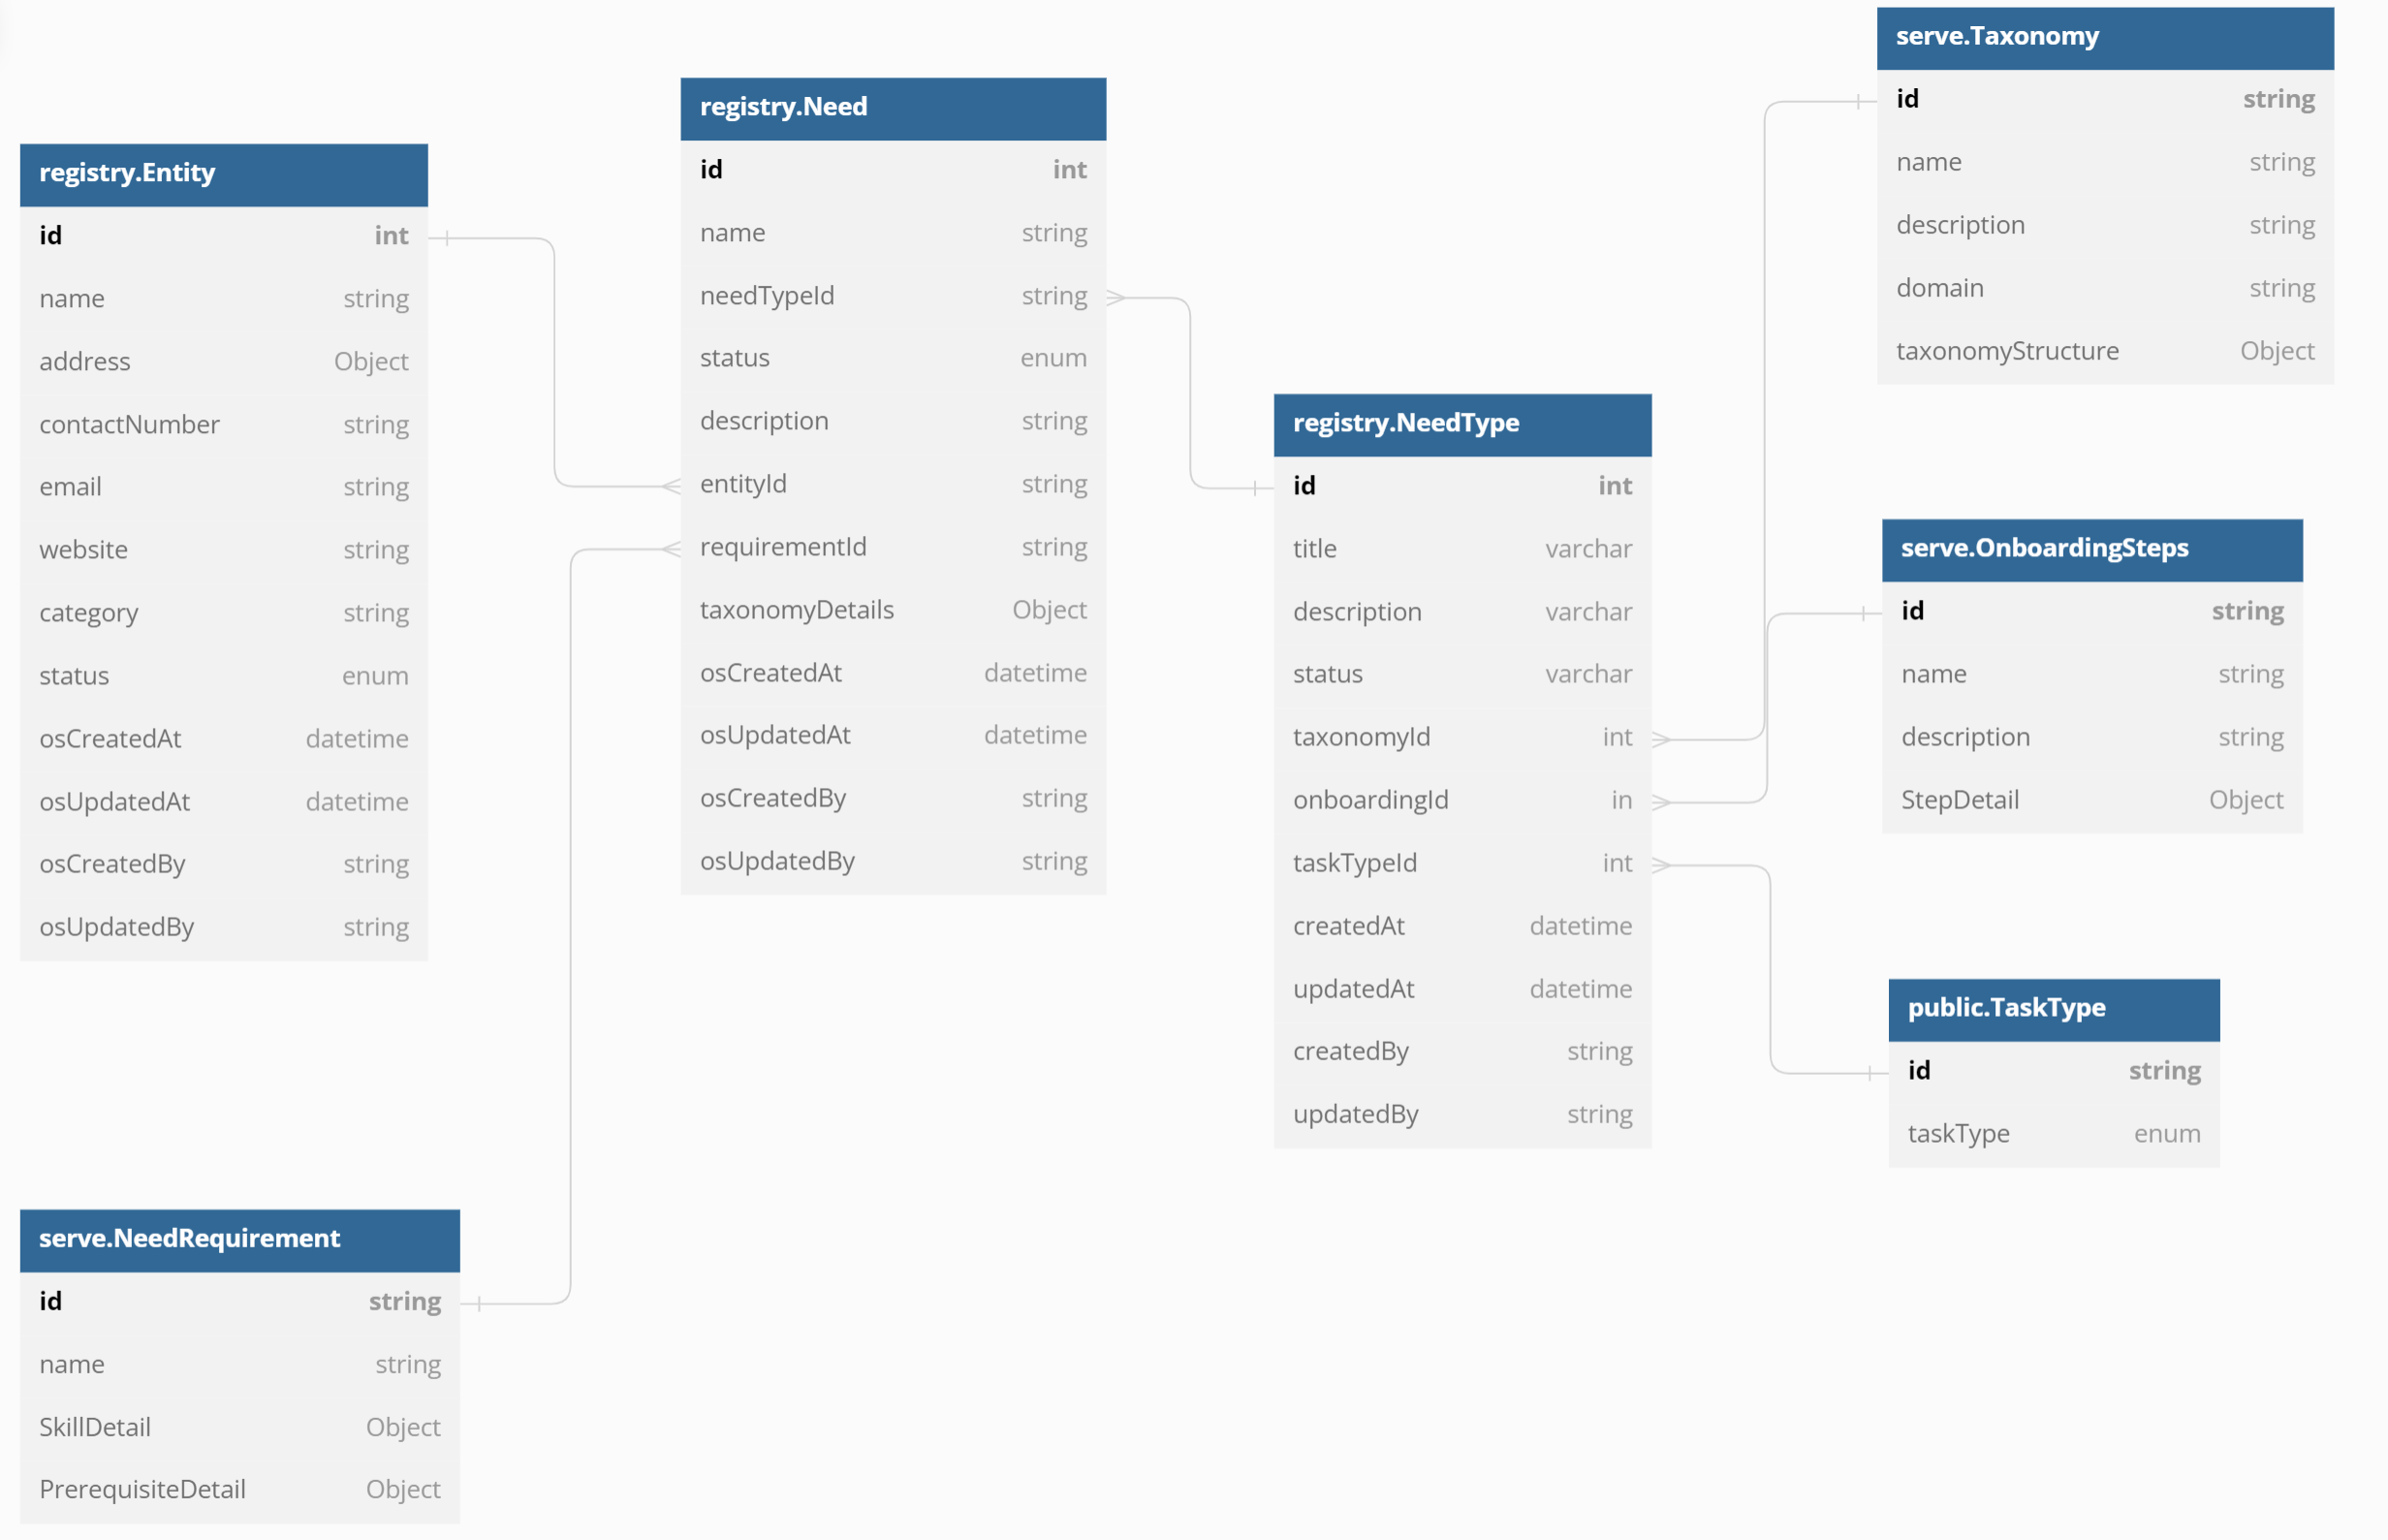 registry.Entity
id int
name string
address Object
contactNumber string
email string
website string
category string
status enum
osCreatedAt datetime
osUpdatedAt datetime
osCreatedBy string
osUpdatedBy string
serve.NeedRequirement
id string
name string
SkillDetail Object
PrerequisiteDetail Object
registry.Need
id int
name string
needTypeId string
status enum
description string
entityId string
requirementId string
taxonomyDetails Object
osCreatedAt datetime
osUpdatedAt datetime
osCreatedBy string
osUpdatedBy string
registry.NeedType
id int
title varchar
description varchar
status varchar
taxonomyId int
onboardingId in
taskTypeId int
createdAt datetime
updatedAt datetime
createdBy string
updatedBy string
serve.Taxonomy
id string
name string
description string
domain string
taxonomyStructure Object
serve.OnboardingSteps
id string
name string
description string
StepDetail Object
public.TaskType
id string
taskType enum